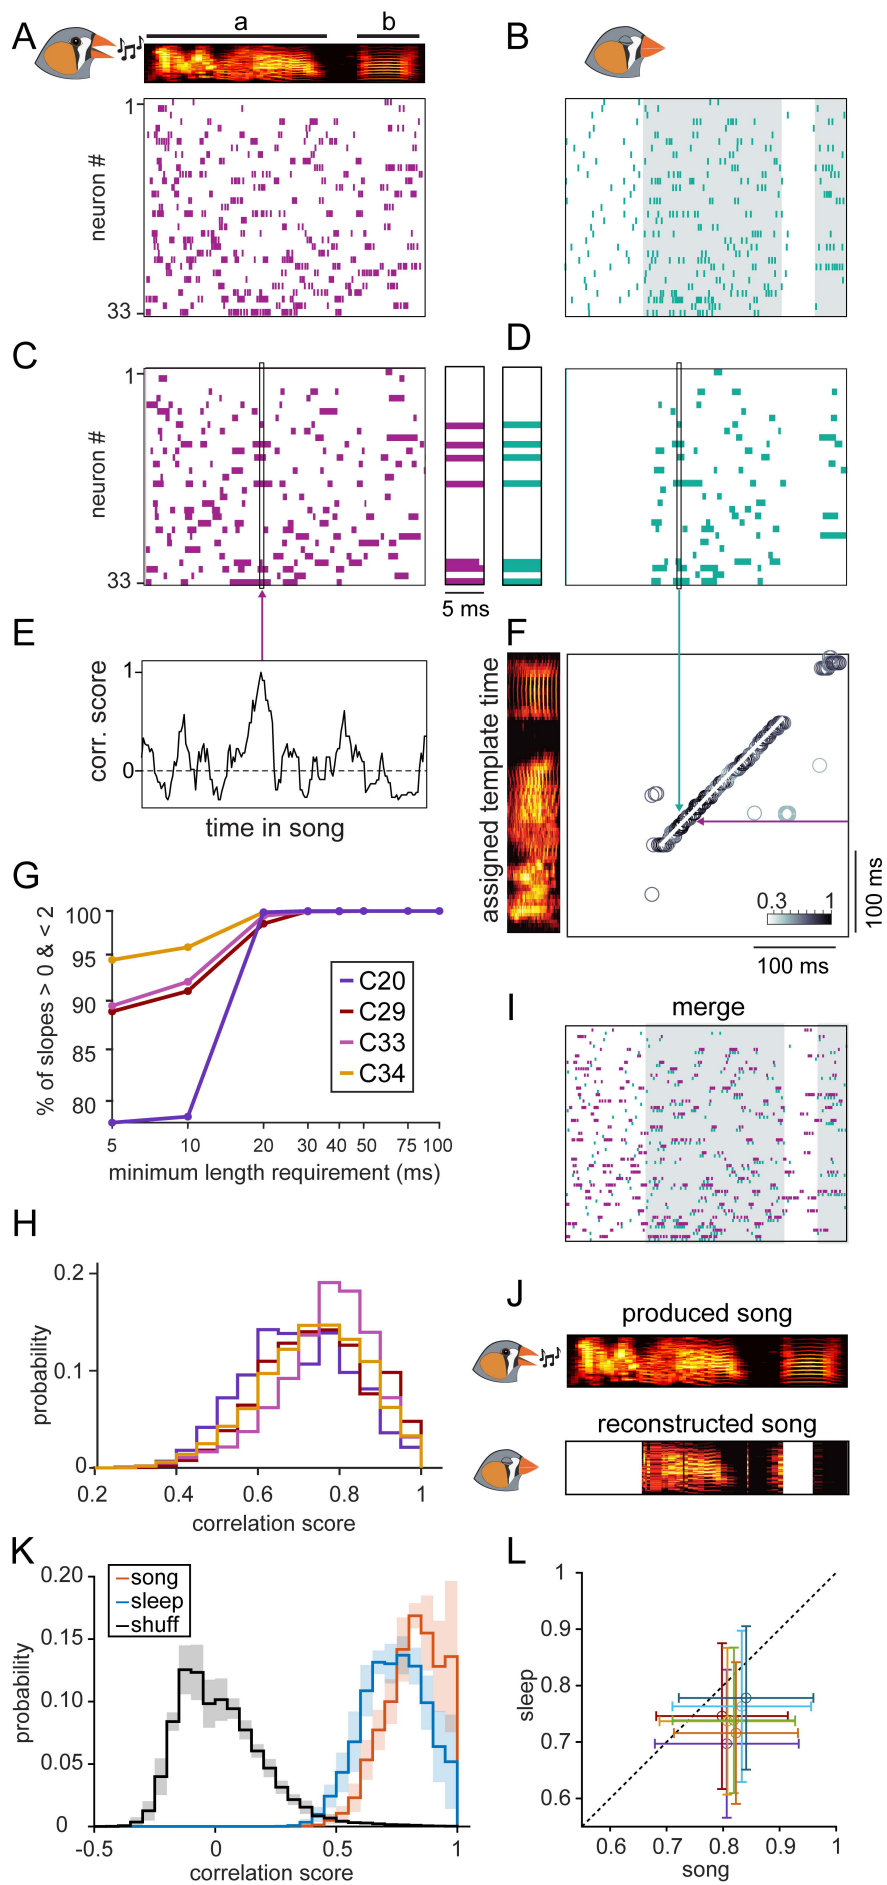 A
a
b
B
1
neuron #
33
C
D
1
neuron #
33
5 ms
E
F
1
corr. score
0
time in song
assigned template time
0.3 1
100 ms
100 ms
G
100
95
90
85
80
% of slopes > 0 & < 2
C20
C29
C33
C34
5 10 20 30 40 50 75 100
minimum length requirement (ms)
I
merge
H
0.2
0.1
0
probability
0.2 0.4 0.6 0.8 1
correlation score
J
produced song
reconstructed song
K
song
sleep
shuff
0.20
0.15
0.10
0.05
0
probability
-0.5 0 0.5 1
correlation score
L
1
0.9
0.8
0.7
0.6
sleep
0.6 0.7 0.8 0.9 1
song